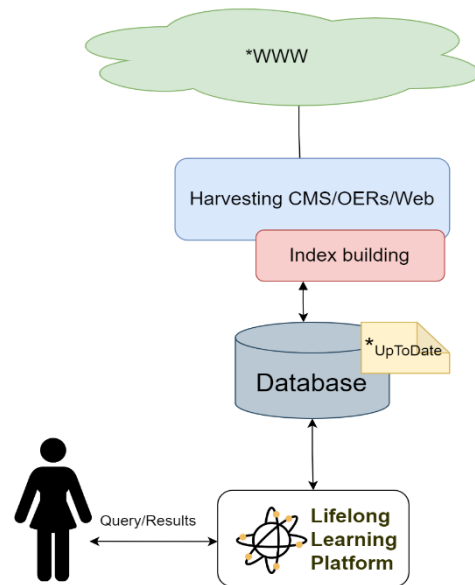 *WWW
Harvesting CMS/OERs/Web
Index building
*UpToDate
Database
Query/Results
Lifelong
Learning
Platform